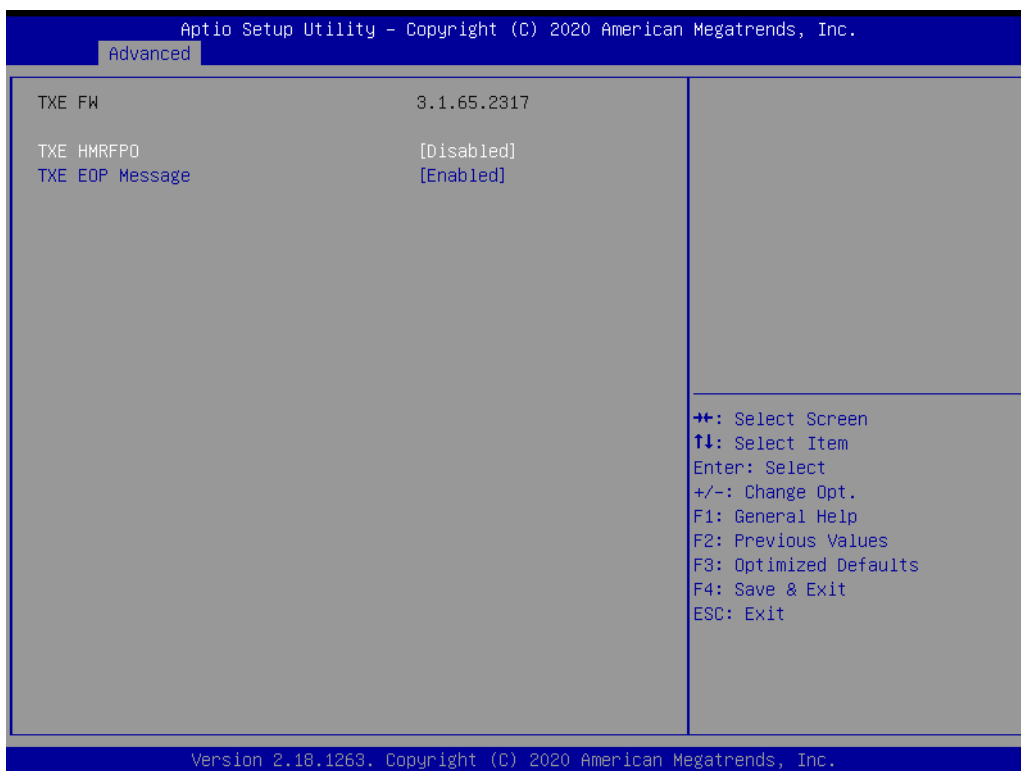 Aptio Setup Utility – Copyright (C) 2020 American Megatrends, Inc.
Advanced
TXE FW 3.1.65.2317
TXE HMRFPO [Disabled]
TXE EOP Message [Enabled]
→←: Select Screen
↑↓: Select Item
Enter: Select
+/-: Change Opt.
F1: General Help
F2: Previous Values
F3: Optimized Defaults
F4: Save & Exit
ESC: Exit
Version 2.18.1263. Copyright (C) 2020 American Megatrends, Inc.